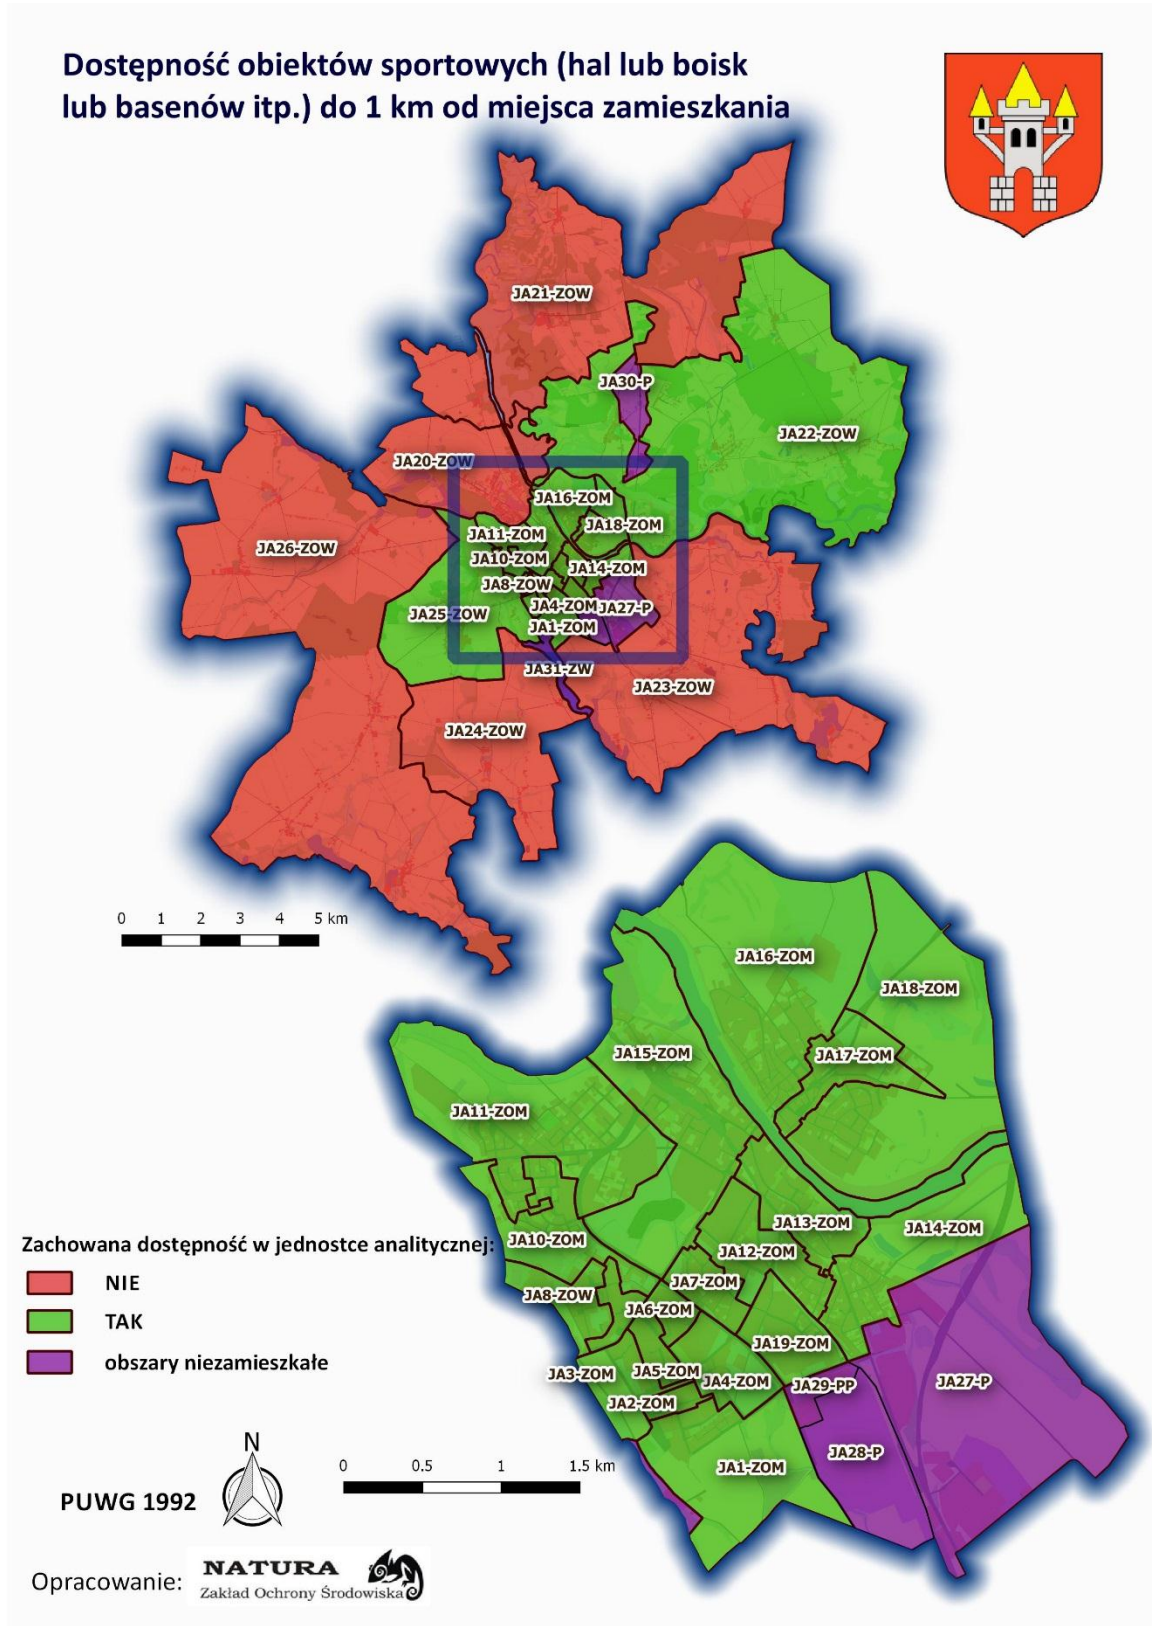 Dostępność obiektów sportowych (hal lub boisk
lub basenów itp.) do 1 km od miejsca zamieszkania
JA21-ZOW
JA30-P
JA22-ZOW
JA20-ZOW
JA16-ZOM
JA18-ZOM
JA11-ZOM
JA26-ZOW
JA10-ZOM
JA14-ZOM
JA8-ZOW
JA4-ZOM
JA27-P
JA25-ZOW
JA1-ZOM
JA31-ZW
JA23-ZOW
JA24-ZOW
0 1 2 3 4 5 km
JA16-ZOM
JA18-ZOM
JA15-ZOM
JA17-ZOM
JA11-ZOM
JA13-ZOM
JA14-ZOM
JA10-ZOM
JA12-ZOM
JA7-ZOM
JA8-ZOW
JA6-ZOM
JA19-ZOM
JA3-ZOM
JA5-ZOM
JA4-ZOM
JA29-PP
JA27-P
JA2-ZOM
JA28-P
JA1-ZOM
Zachowana dostępność w jednostce analitycznej:
NIE
TAK
obszary niezamieszkałe
N
PUWG 1992
0 0.5 1 1.5 km
Opracowanie:
NATURA
Zakład Ochrony Środowiska